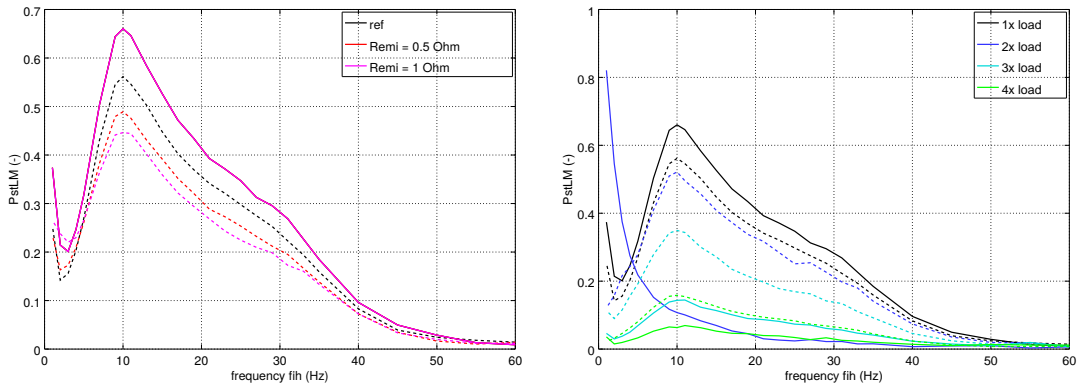 0.7
0.6
0.5
0.4
0.3
0.2
0.1
0
PstLM (-)
0 10 20 30 40 50 60
frequency fih (Hz)
ref
Remi = 0.5 Ohm
Remi = 1 Ohm
1
0.8
0.6
0.4
0.2
0
PstLM (-)
0 10 20 30 40 50 60
frequency fih (Hz)
1x load
2x load
3x load
4x load